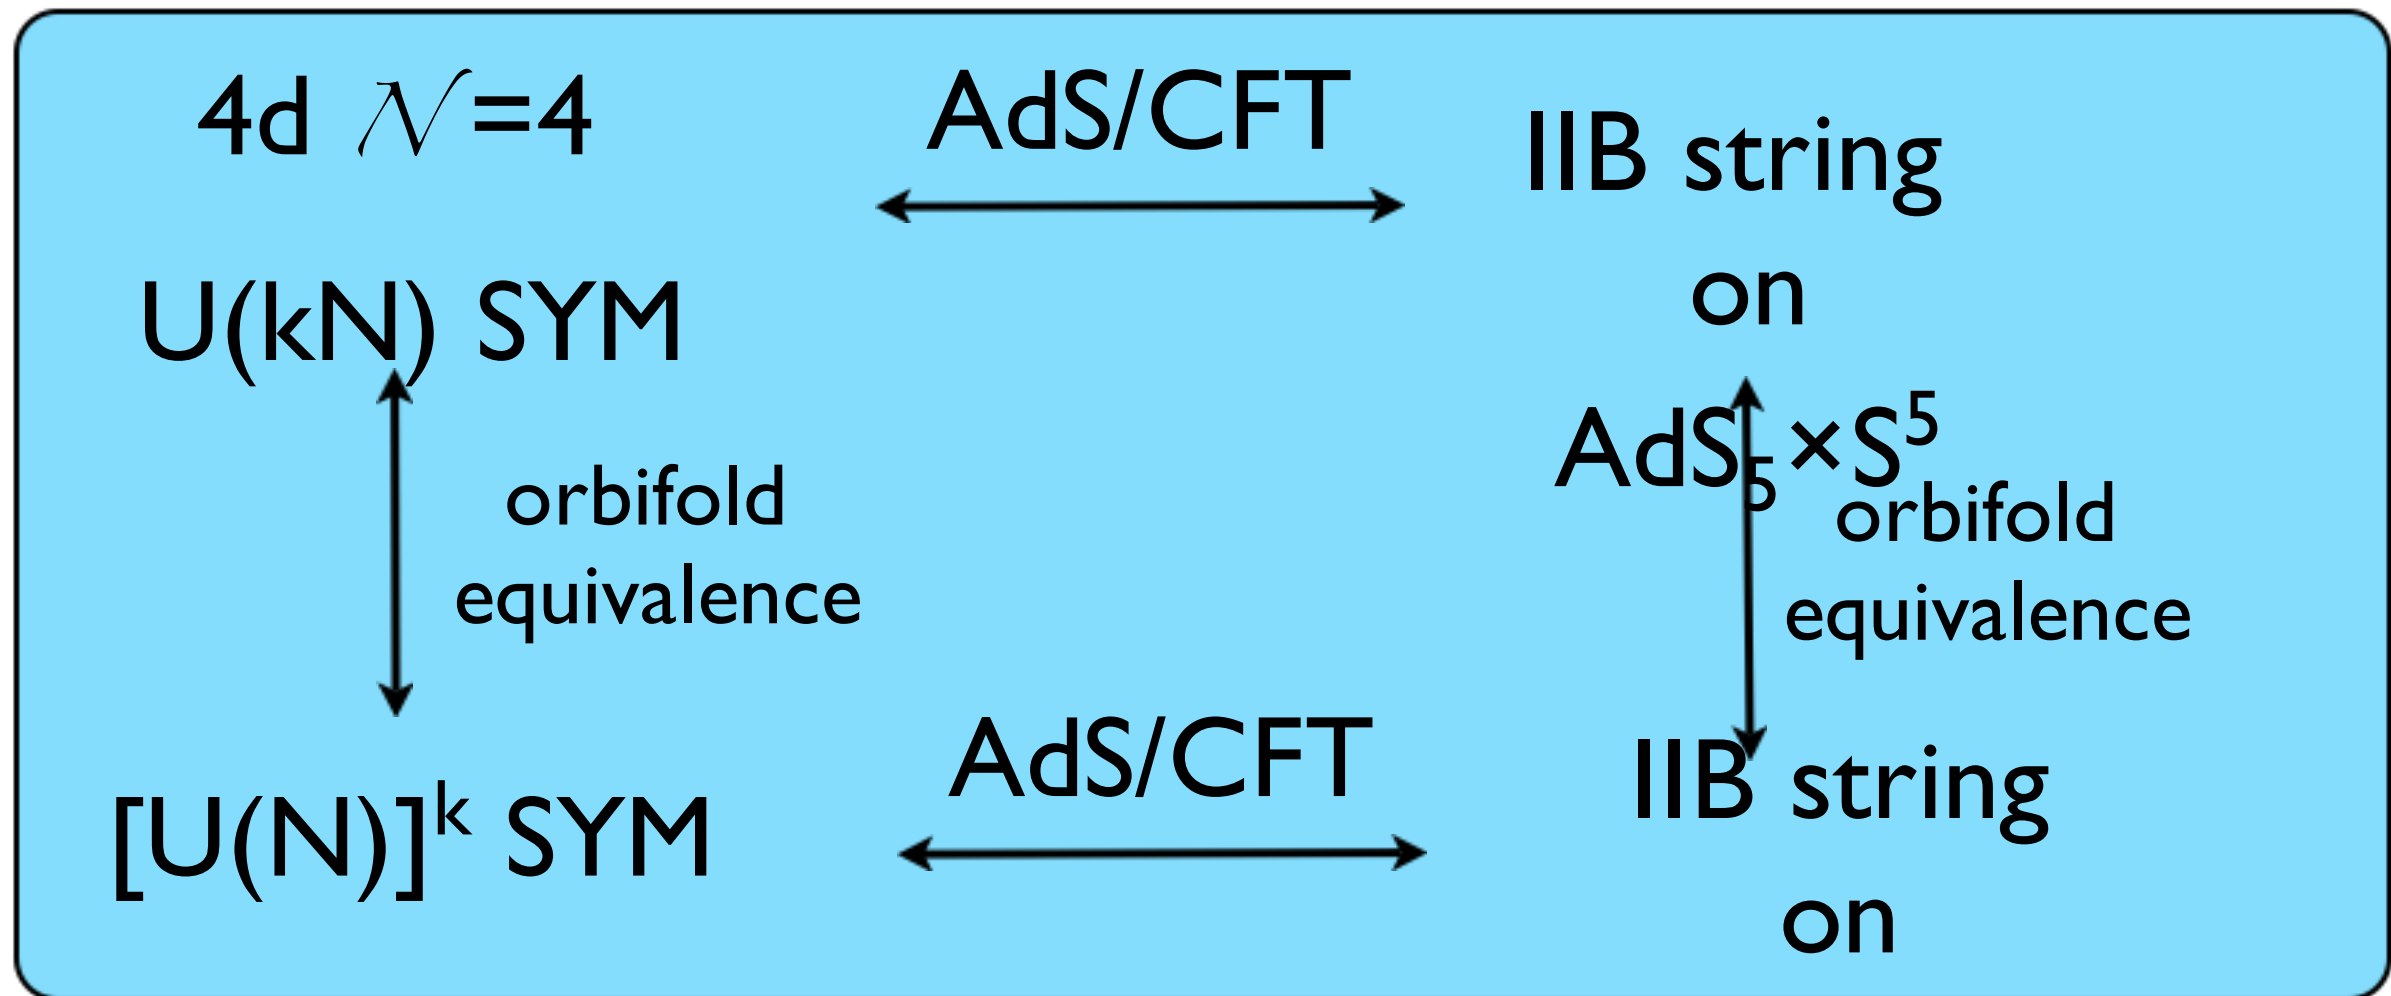 4d 𝒩=4
U(kN) SYM
AdS/CFT
IIB string
on
AdS₅×S⁵
orbifold
equivalence
orbifold
equivalence
[U(N)]ᵏ SYM
AdS/CFT
IIB string
on